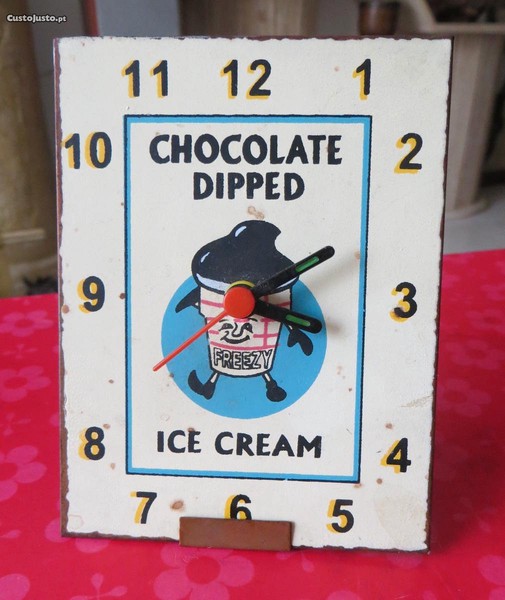 CustoJusto.pt
11 12 1
10 2
CHOCOLATE
DIPPED
9 3
FREEZY
ICE CREAM
8 4
7 6 5